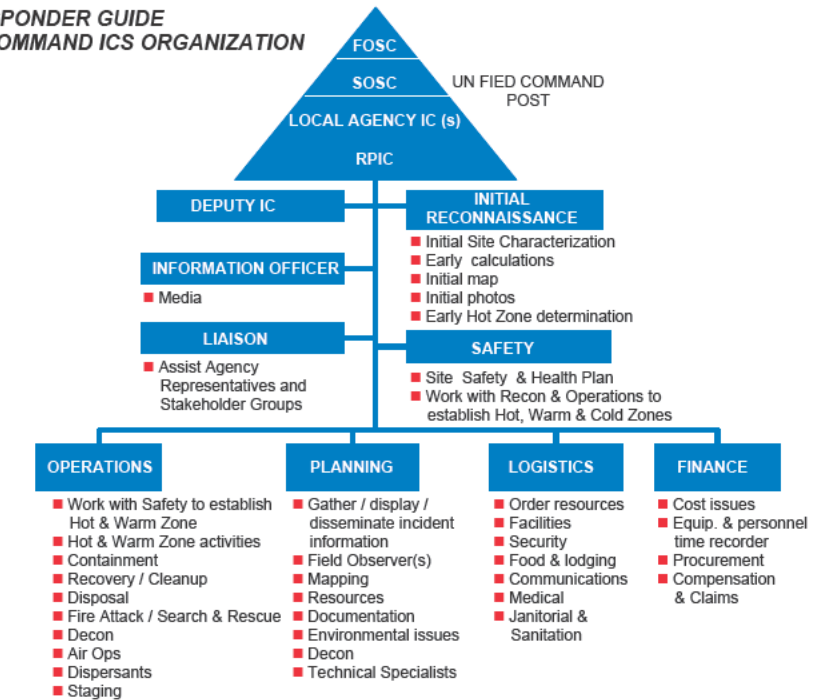 PONDER GUIDE
OMMAND ICS ORGANIZATION
FOSC
SOSC
UN FIED COMMAND
POST
LOCAL AGENCY IC (s)
RPIC
DEPUTY IC
INITIAL
RECONNAISSANCE
Initial Site Characterization
Early calculations
Initial map
Initial photos
Early Hot Zone determination
INFORMATION OFFICER
Media
LIAISON
Assist Agency
Representatives and
Stakeholder Groups
SAFETY
Site Safety & Health Plan
Work with Recon & Operations to
establish Hot, Warm & Cold Zones
OPERATIONS
Work with Safety to establish
Hot & Warm Zone
Hot & Warm Zone activities
Containment
Recovery / Cleanup
Disposal
Fire Attack / Search & Rescue
Decon
Air Ops
Dispersants
Staging
PLANNING
Gather / display /
disseminate incident
information
Field Observer(s)
Mapping
Resources
Documentation
Environmental issues
Decon
Technical Specialists
LOGISTICS
Order resources
Facilities
Security
Food & lodging
Communications
Medical
Janitorial &
Sanitation
FINANCE
Cost issues
Equip. & personnel
time recorder
Procurement
Compensation
& Claims